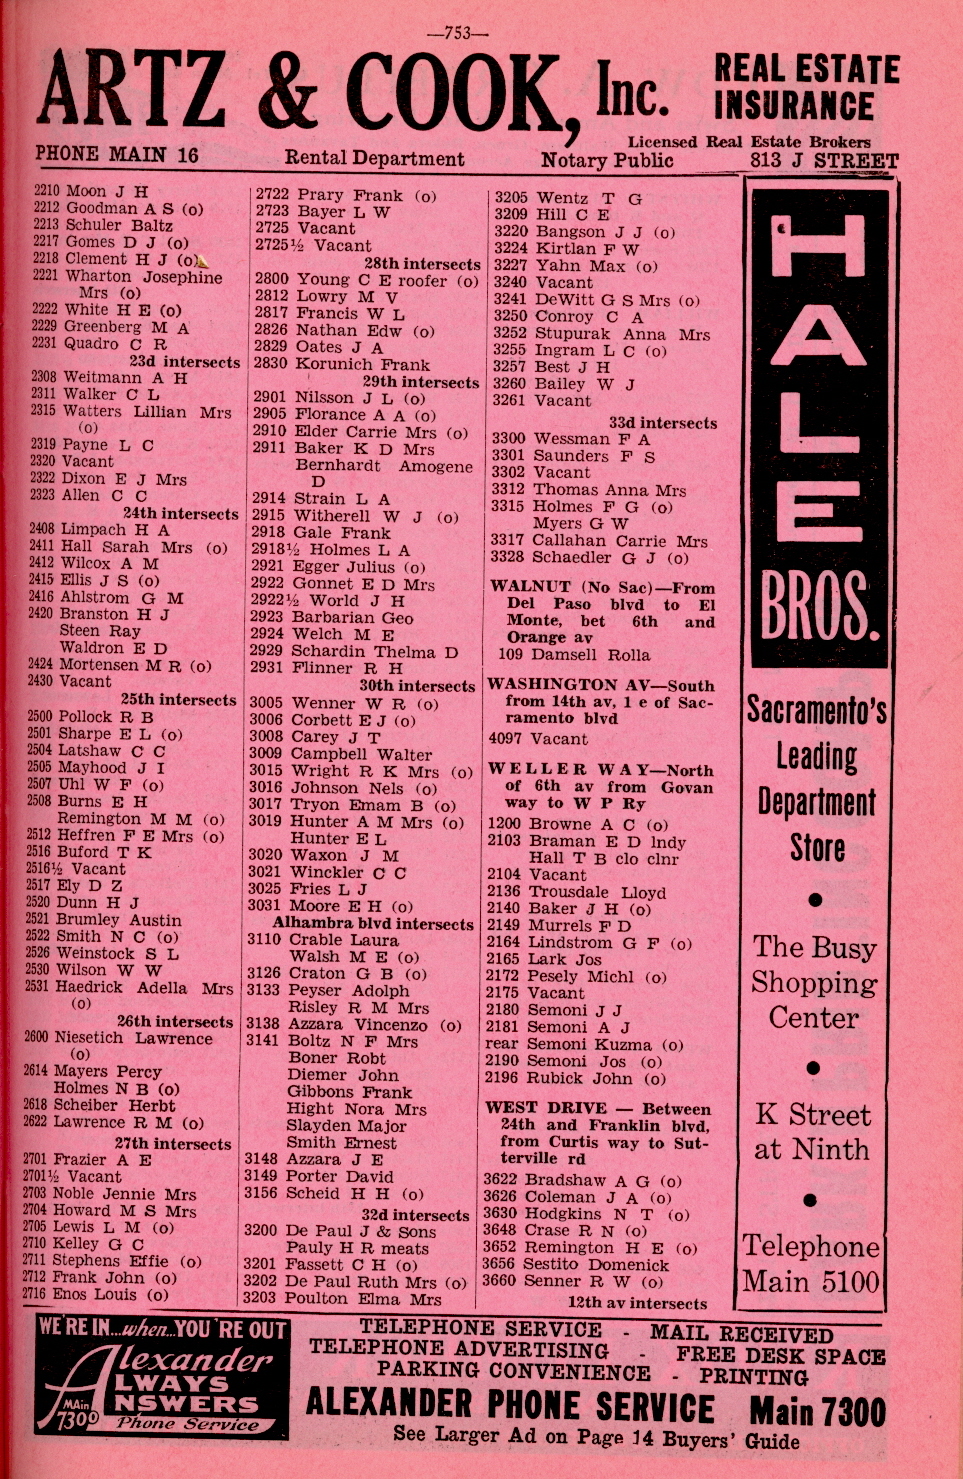 —753—
ARTZ & COOK, Inc.
REAL ESTATE
INSURANCE
Licensed Real Estate Brokers
PHONE MAIN 16 Rental Department Notary Public 813 J STREET
2210 Moon J H
2212 Goodman A S (o)
2213 Schuler Baltz
2217 Gomes D J (o)
2218 Clement H J (o)
2221 Wharton Josephine
Mrs (o)
2222 White H E (o)
2229 Greenberg M A
2231 Quadro C R
23d intersects
2308 Weitmann A H
2311 Walker C L
2315 Watters Lillian Mrs
(o)
2319 Payne L C
2320 Vacant
2322 Dixon E J Mrs
2323 Allen C C
24th intersects
2408 Limpach H A
2411 Hall Sarah Mrs (o)
2412 Wilcox A M
2415 Ellis J S (o)
2416 Ahlstrom G M
2420 Branston H J
Steen Ray
Waldron E D
2424 Mortensen M R (o)
2430 Vacant
25th intersects
2500 Pollock R B
2501 Sharpe E L (o)
2504 Latshaw C C
2505 Mayhood J I
2507 Uhl W F (o)
2508 Burns E H
Remington M M (o)
2512 Heffren F E Mrs (o)
2516 Buford T K
2516½ Vacant
2517 Ely D Z
2520 Dunn H J
2521 Brumley Austin
2522 Smith N C (o)
2526 Weinstock S L
2530 Wilson W W
2531 Haedrick Adella Mrs
(o)
26th intersects
2600 Niesetich Lawrence
(o)
2614 Mayers Percy
Holmes N B (o)
2618 Scheiber Herbt
2622 Lawrence R M (o)
27th intersects
2701 Frazier A E
2701½ Vacant
2703 Noble Jennie Mrs
2704 Howard M S Mrs
2705 Lewis L M (o)
2710 Kelley G C
2711 Stephens Effie (o)
2712 Frank John (o)
2716 Enos Louis (o)
2722 Prary Frank (o)
2723 Bayer L W
2725 Vacant
2725½ Vacant
28th intersects
2800 Young C E roofer (o)
2812 Lowry M V
2817 Francis W L
2826 Nathan Edw (o)
2829 Oates J A
2830 Korunich Frank
29th intersects
2901 Nilsson J L (o)
2905 Florance A A (o)
2910 Elder Carrie Mrs (o)
2911 Baker K D Mrs
Bernhardt Amogene
D
2914 Strain L A
2915 Witherell W J (o)
2918 Gale Frank
2918½ Holmes L A
2921 Egger Julius (o)
2922 Gonnet E D Mrs
2922½ World J H
2923 Barbarian Geo
2924 Welch M E
2929 Schardin Thelma D
2931 Flinner R H
30th intersects
3005 Wenner W R (o)
3006 Corbett E J (o)
3008 Carey J T
3009 Campbell Walter
3015 Wright R K Mrs (o)
3016 Johnson Nels (o)
3017 Tryon Emam B (o)
3019 Hunter A M Mrs (o)
Hunter E L
3020 Waxon J M
3021 Winckler C C
3025 Fries L J
3031 Moore E H (o)
Alhambra blvd intersects
3110 Crable Laura
Walsh M E (o)
3126 Craton G B (o)
3133 Peyser Adolph
Risley R M Mrs
3138 Azzara Vincenzo (o)
3141 Boltz N F Mrs
Boner Robt
Diemer John
Gibbons Frank
Hight Nora Mrs
Slayden Major
Smith Ernest
3148 Azzara J E
3149 Porter David
3156 Scheid H H (o)
32d intersects
3200 De Paul J & Sons
Pauly H R meats
3201 Fassett C H (o)
3202 De Paul Ruth Mrs (o)
3203 Poulton Elma Mrs
3205 Wentz T G
3209 Hill C E
3220 Bangson J J (o)
3224 Kirtlan F W
3227 Yahn Max (o)
3240 Vacant
3241 DeWitt G S Mrs (o)
3250 Conroy C A
3252 Stupurak Anna Mrs
3255 Ingram L C (o)
3257 Best J H
3260 Bailey W J
3261 Vacant
33d intersects
3300 Wessman F A
3301 Saunders F S
3302 Vacant
3312 Thomas Anna Mrs
3315 Holmes F G (o)
Myers G W
3317 Callahan Carrie Mrs
3328 Schaedler G J (o)
WALNUT (No Sac)—From
Del Paso blvd to El
Monte, bet 6th and
Orange av
109 Damsell Rolla
WASHINGTON AV—South
from 14th av, 1 e of Sac-
ramento blvd
4097 Vacant
WELLER WAY—North
of 6th av from Govan
way to W P Ry
1200 Browne A C (o)
2103 Braman E D lndy
Hall T B clo clnr
2104 Vacant
2136 Trousdale Lloyd
2140 Baker J H (o)
2149 Murrels F D
2164 Lindstrom G F (o)
2165 Lark Jos
2172 Pesely Michl (o)
2175 Vacant
2180 Semoni J J
2181 Semoni A J
rear Semoni Kuzma (o)
2190 Semoni Jos (o)
2196 Rubick John (o)
WEST DRIVE — Between
24th and Franklin blvd,
from Curtis way to Sut-
terville rd
3622 Bradshaw A G (o)
3626 Coleman J A (o)
3630 Hodgkins N T (o)
3648 Crase R N (o)
3652 Remington H E (o)
3656 Sestito Domenick
3660 Senner R W (o)
12th av intersects
HALE
BROS.
Sacramento's
Leading
Department
Store
The Busy
Shopping
Center
K Street
at Ninth
Telephone
Main 5100
WE'RE IN...when...YOU'RE OUT
Alexander
ALWAYS
ANSWERS
MAin 7300
Phone Service
TELEPHONE SERVICE - MAIL RECEIVED
TELEPHONE ADVERTISING - FREE DESK SPACE
PARKING CONVENIENCE - PRINTING
ALEXANDER PHONE SERVICE Main 7300
See Larger Ad on Page 14 Buyers' Guide